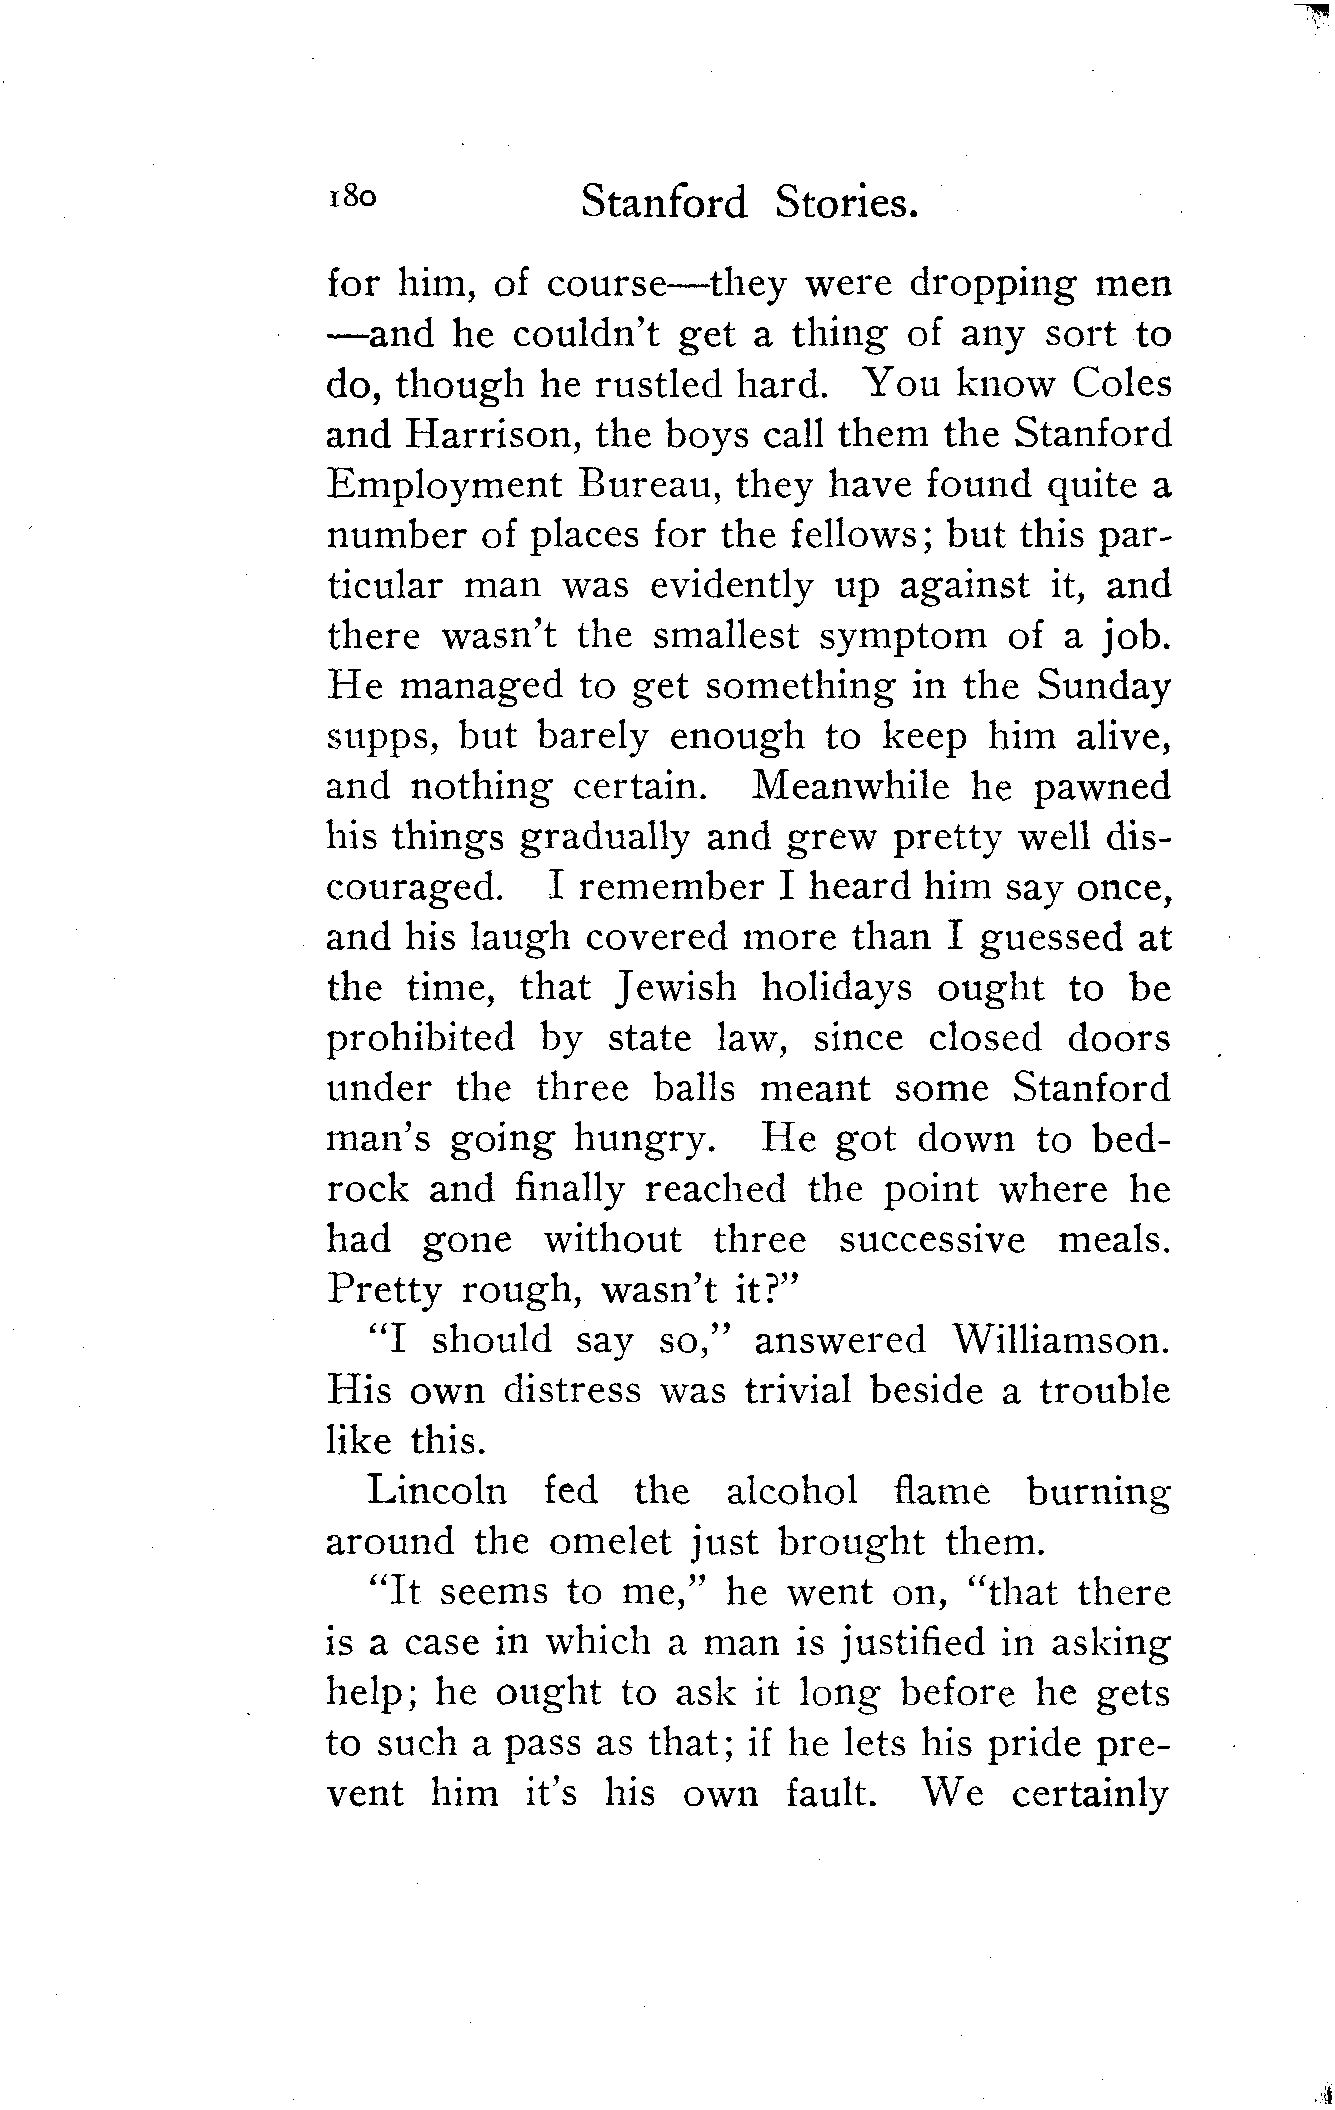 180 Stanford Stories.
for him, of course—they were dropping men
—and he couldn't get a thing of any sort to
do, though he rustled hard. You know Coles
and Harrison, the boys call them the Stanford
Employment Bureau, they have found quite a
number of places for the fellows; but this par-
ticular man was evidently up against it, and
there wasn't the smallest symptom of a job.
He managed to get something in the Sunday
supps, but barely enough to keep him alive,
and nothing certain. Meanwhile he pawned
his things gradually and grew pretty well dis-
couraged. I remember I heard him say once,
and his laugh covered more than I guessed at
the time, that Jewish holidays ought to be
prohibited by state law, since closed doors
under the three balls meant some Stanford
man's going hungry. He got down to bed-
rock and finally reached the point where he
had gone without three successive meals.
Pretty rough, wasn't it?"
"I should say so," answered Williamson.
His own distress was trivial beside a trouble
like this.
Lincoln fed the alcohol flame burning
around the omelet just brought them.
"It seems to me," he went on, "that there
is a case in which a man is justified in asking
help; he ought to ask it long before he gets
to such a pass as that; if he lets his pride pre-
vent him it's his own fault. We certainly